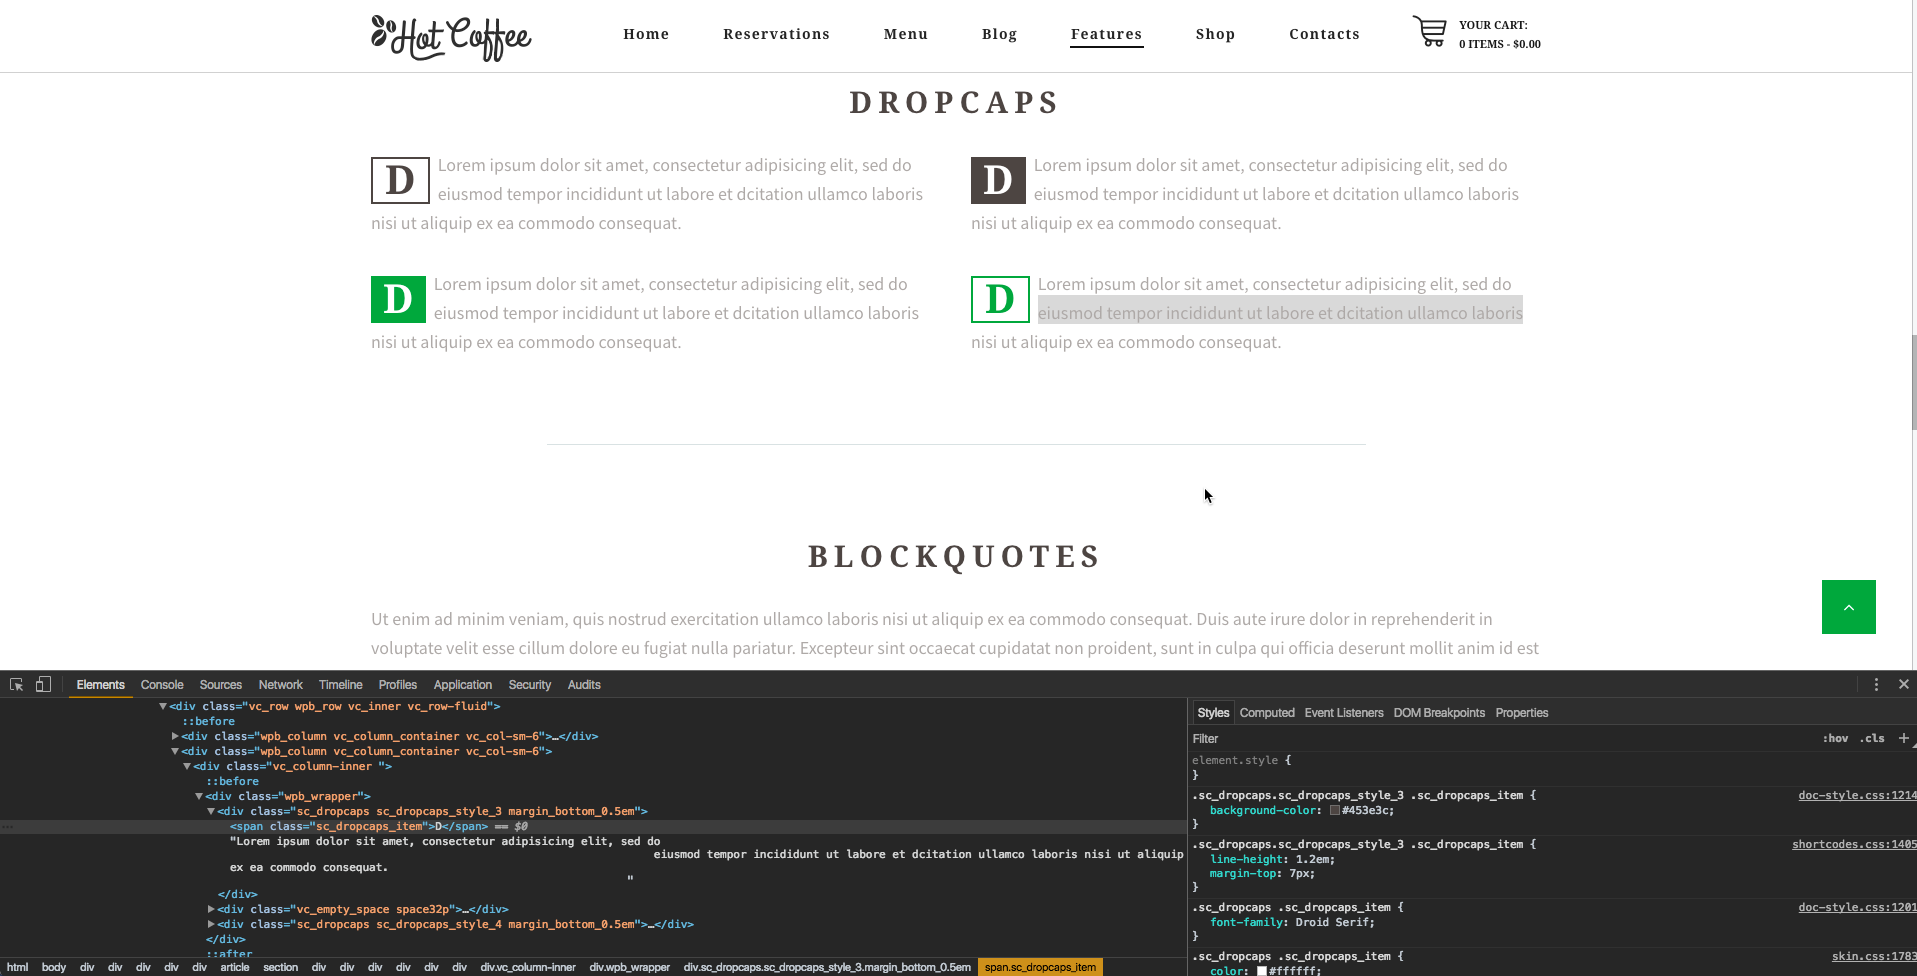 Hot Coffee
Home Reservations Menu Blog Features Shop Contacts
YOUR CART:
0 ITEMS - $0.00
DROPCAPS
D Lorem ipsum dolor sit amet, consectetur adipisicing elit, sed do
eiusmod tempor incididunt ut labore et dcitation ullamco laboris
nisi ut aliquip ex ea commodo consequat.
D Lorem ipsum dolor sit amet, consectetur adipisicing elit, sed do
eiusmod tempor incididunt ut labore et dcitation ullamco laboris
nisi ut aliquip ex ea commodo consequat.
D Lorem ipsum dolor sit amet, consectetur adipisicing elit, sed do
eiusmod tempor incididunt ut labore et dcitation ullamco laboris
nisi ut aliquip ex ea commodo consequat.
D Lorem ipsum dolor sit amet, consectetur adipisicing elit, sed do
eiusmod tempor incididunt ut labore et dcitation ullamco laboris
nisi ut aliquip ex ea commodo consequat.
BLOCKQUOTES
Ut enim ad minim veniam, quis nostrud exercitation ullamco laboris nisi ut aliquip ex ea commodo consequat. Duis aute irure dolor in reprehenderit in
voluptate velit esse cillum dolore eu fugiat nulla pariatur. Excepteur sint occaecat cupidatat non proident, sunt in culpa qui officia deserunt mollit anim id est
Elements Console Sources Network Timeline Profiles Application Security Audits
<div class="vc_row wpb_row vc_inner vc_row-fluid">
::before
<div class="wpb_column vc_column_container vc_col-sm-6">…</div>
<div class="wpb_column vc_column_container vc_col-sm-6">
<div class="vc_column-inner ">
::before
<div class="wpb_wrapper">
<div class="sc_dropcaps sc_dropcaps_style_3 margin_bottom_0.5em">
<span class="sc_dropcaps_item">D</span> == $0
"Lorem ipsum dolor sit amet, consectetur adipisicing elit, sed do
eiusmod tempor incididunt ut labore et dcitation ullamco laboris nisi ut aliquip
ex ea commodo consequat.
"
</div>
<div class="vc_empty_space space32p">…</div>
<div class="sc_dropcaps sc_dropcaps_style_4 margin_bottom_0.5em">…</div>
</div>
::after
html body div div div div div article section div div div div div div div.vc_column-inner div.wpb_wrapper div.sc_dropcaps.sc_dropcaps_style_3.margin_bottom_0.5em span.sc_dropcaps_item
Styles Computed Event Listeners DOM Breakpoints Properties
Filter :hov .cls +
element.style {
}
.sc_dropcaps.sc_dropcaps_style_3 .sc_dropcaps_item { doc-style.css:1214
background-color: #453e3c;
}
.sc_dropcaps.sc_dropcaps_style_3 .sc_dropcaps_item { shortcodes.css:1405
line-height: 1.2em;
margin-top: 7px;
}
.sc_dropcaps .sc_dropcaps_item { doc-style.css:1201
font-family: Droid Serif;
}
.sc_dropcaps .sc_dropcaps_item { skin.css:1783
color: #ffffff;